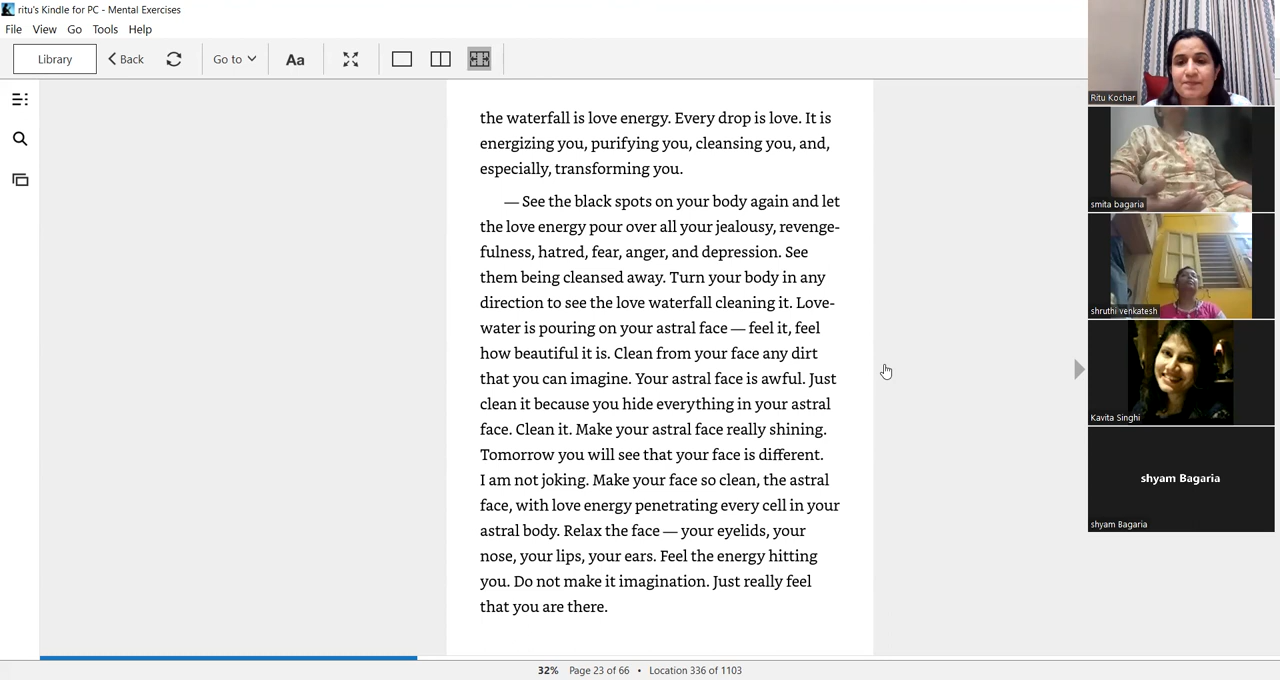 ritu's Kindle for PC - Mental Exercises
File View Go Tools Help
Library Back Go to Aa
the waterfall is love energy. Every drop is love. It is
energizing you, purifying you, cleansing you, and,
especially, transforming you.
— See the black spots on your body again and let
the love energy pour over all your jealousy, revenge-
fulness, hatred, fear, anger, and depression. See
them being cleansed away. Turn your body in any
direction to see the love waterfall cleaning it. Love-
water is pouring on your astral face — feel it, feel
how beautiful it is. Clean from your face any dirt
that you can imagine. Your astral face is awful. Just
clean it because you hide everything in your astral
face. Clean it. Make your astral face really shining.
Tomorrow you will see that your face is different.
I am not joking. Make your face so clean, the astral
face, with love energy penetrating every cell in your
astral body. Relax the face — your eyelids, your
nose, your lips, your ears. Feel the energy hitting
you. Do not make it imagination. Just really feel
that you are there.
32% Page 23 of 66 • Location 336 of 1103
Ritu Kochar
smita bagaria
shruthi venkatesh
Kavita Singhi
shyam Bagaria
shyam Bagaria